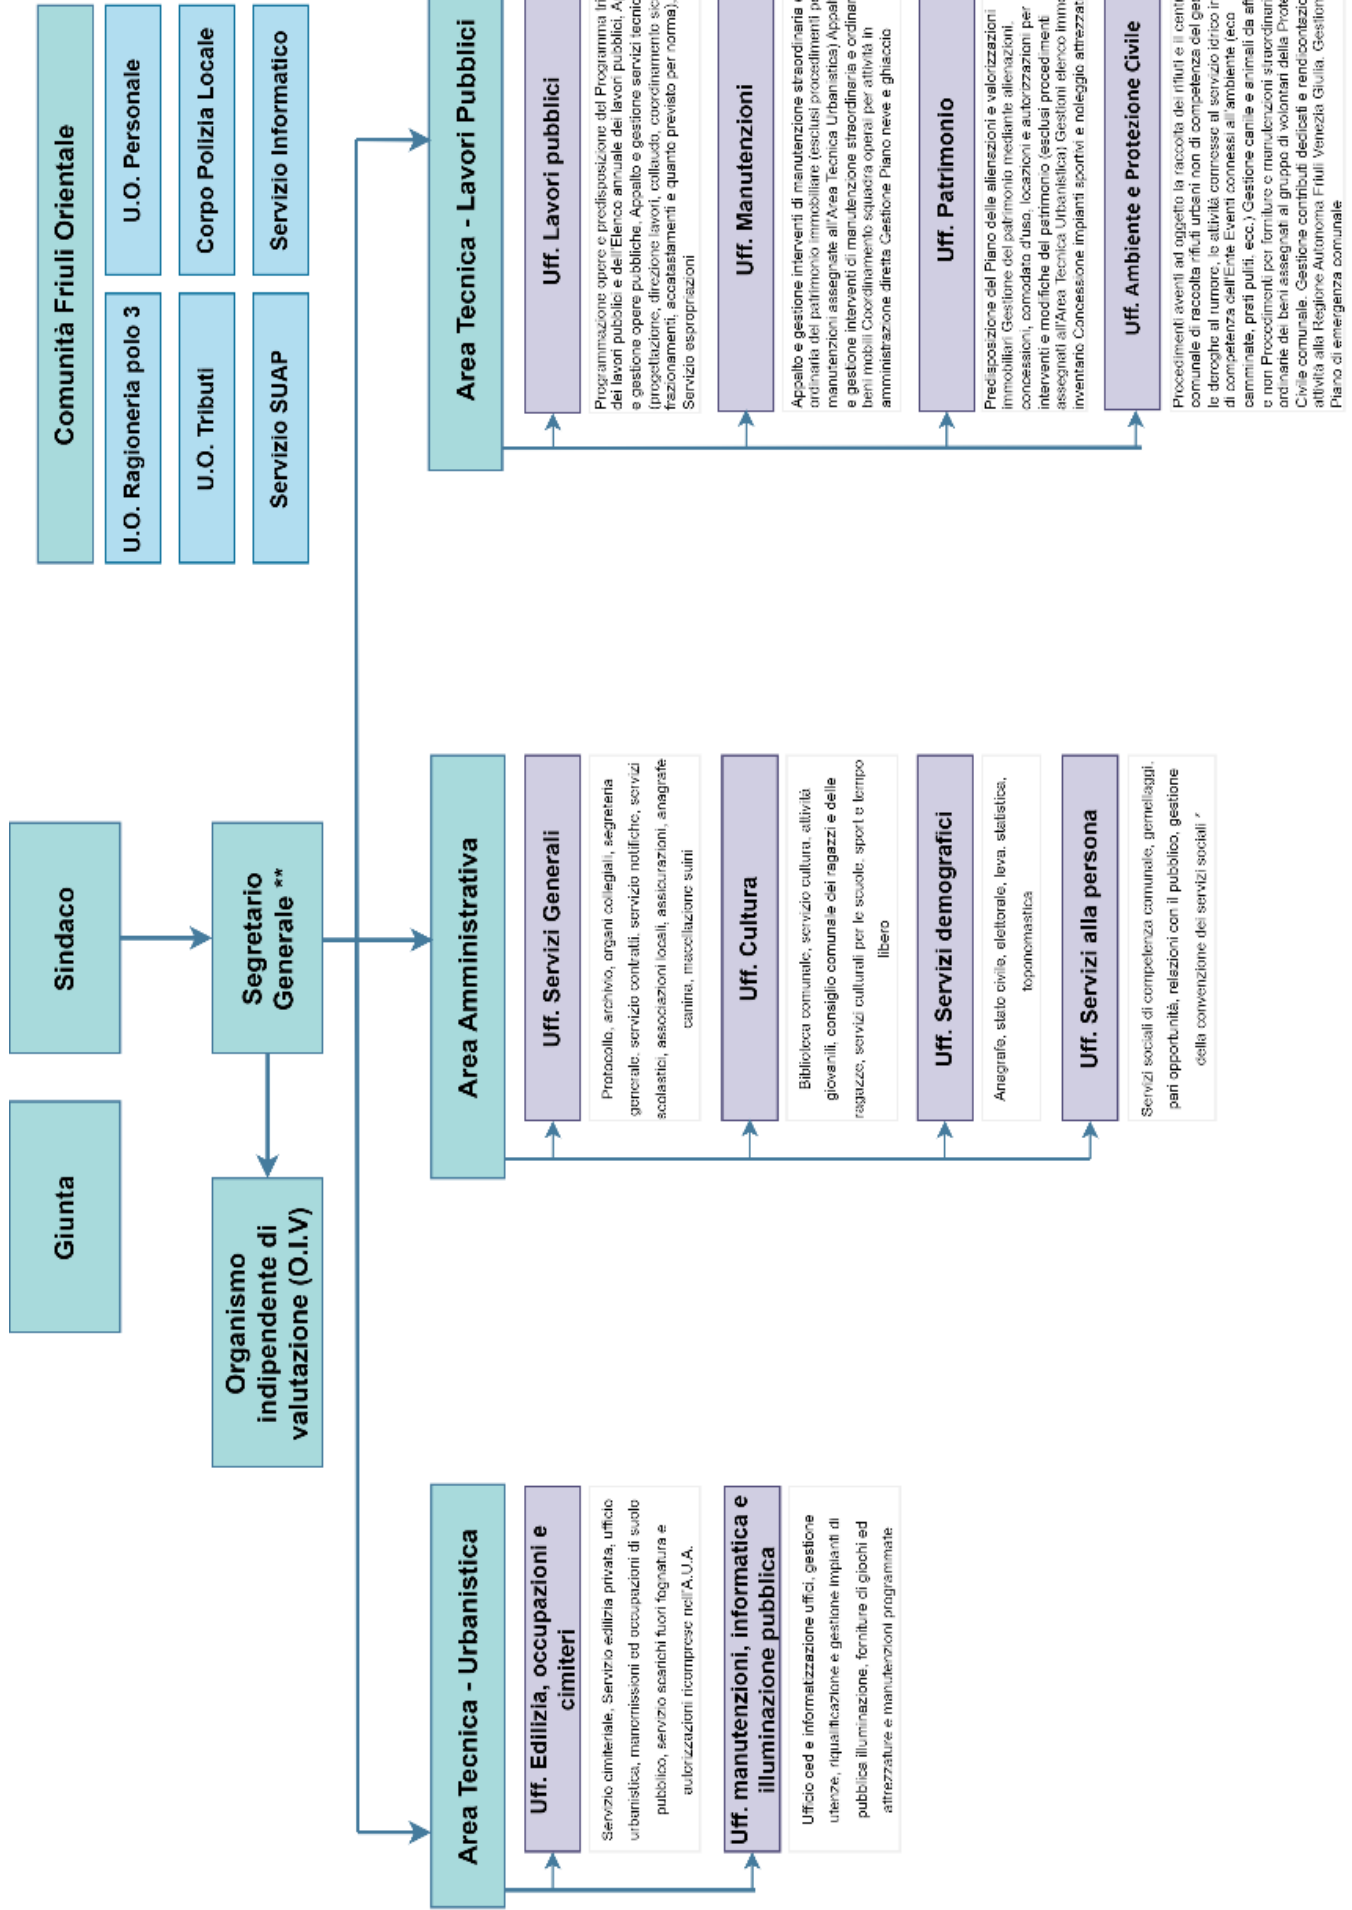 Giunta
Sindaco
Comunità Friuli Orientale
U.O. Ragioneria polo 3
U.O. Personale
U.O. Tributi
Corpo Polizia Locale
Servizio SUAP
Servizio Informatico
Organismo
indipendente di
valutazione (O.I.V)
Segretario
Generale **
Area Tecnica - Urbanistica
Uff. Edilizia, occupazioni e
cimiteri
Servizio cimiteriale, Servizio edilizia privata, ufficio
urbanistica, manomissioni ed occupazioni di suolo
pubblico, servizio scarichi fuori fognatura e
autorizzazioni ricomprese nell'A.U.A.
Uff. manutenzioni, informatica e
illuminazione pubblica
Ufficio ced e informatizzazione uffici, gestione
utenze, riqualificazione e gestione impianti di
pubblica illuminazione, forniture di giochi ed
attrezzature e manutenzioni programmate
Area Amministrativa
Uff. Servizi Generali
Protocollo, archivio, organi collegiali, segreteria
generale, servizio contratti, servizio notifiche, servizi
scolastici, associazioni locali, assicurazioni, anagrafe
canina, macellazione suini
Uff. Cultura
Biblioteca comunale, servizio cultura, attività
giovanili, consiglio comunale dei ragazzi e delle
ragazze, servizi culturali per le scuole, sport e tempo
libero
Uff. Servizi demografici
Anagrafe, stato civile, elettorale, leva, statistica,
toponomastica
Uff. Servizi alla persona
Servizi sociali di competenza comunale, gemellaggi,
pari opportunità, relazioni con il pubblico, gestione
della convenzione dei servizi sociali *
Area Tecnica - Lavori Pubblici
Uff. Lavori pubblici
Programmazione opere e predisposizione del Programma
dei lavori pubblici e dell'Elenco annuale dei lavori pubblici,
e gestione opere pubbliche, Appalto e gestione servizi
(progettazione, direzione lavori, collaudo, coordinamento
frazionamenti, accatastamenti e quanto previsto per norma),
Servizio espropriazioni
Uff. Manutenzioni
Appalto e gestione interventi di manutenzione straordinaria
ordinaria del patrimonio immobiliare (esclusi procedimenti
manutenzioni assegnate all'Area Tecnica Urbanistica)
e gestione interventi di manutenzione straordinaria e
beni mobili Coordinamento squadra operai per attività in
amministrazione diretta Gestione Piano neve e ghiaccio
Uff. Patrimonio
Predisposizione del Piano delle alienazioni e valorizzazioni
immobiliari Gestione del patrimonio mediante alienazioni,
concessioni, comodato d'uso, locazioni e autorizzazioni per
interventi e modifiche del patrimonio (esclusi procedimenti
assegnati all'Area Tecnica Urbanistica) Gestioni elenco
inventario Concessione impianti sportivi e noleggio
Uff. Ambiente e Protezione Civile
Procedimenti aventi ad oggetto la raccolta dei rifiuti e il
comunale di raccolta rifiuti urbani non di competenza del
le deroghe al rumore, le attività connesse al servizio idrico
di competenza dell'Ente Eventi connessi all'ambiente (eco
camminate, prati puliti, ecc.) Gestione canile e animali da
e non Procedimenti per forniture e manutenzioni
ordinarie dei beni assegnati al gruppo di volontari della
Civile comunale. Gestione contributi dedicati e
attività alla Regione Autonoma Friuli Venezia Giulia.
Piano di emergenza comunale